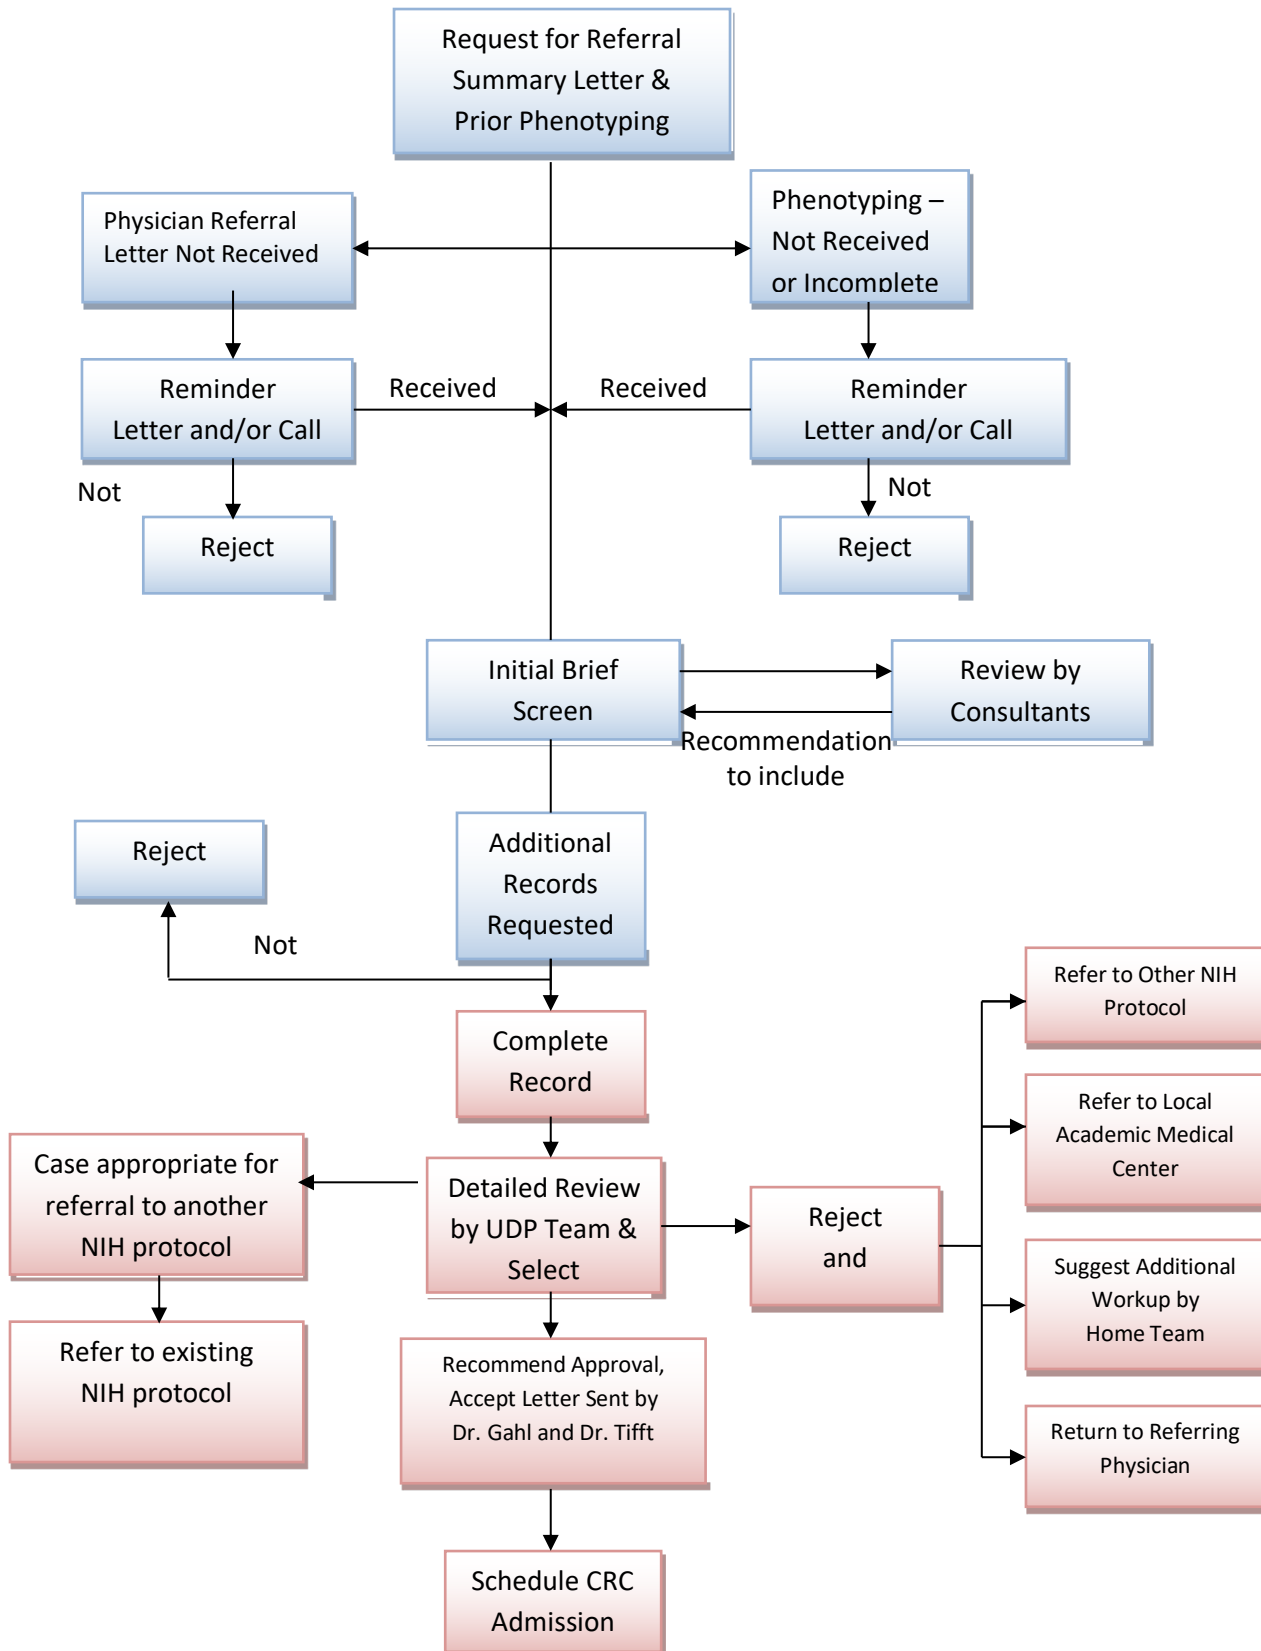 Request for Referral
Summary Letter &
Prior Phenotyping
Physician Referral
Letter Not Received
Phenotyping –
Not Received
or Incomplete
Reminder
Letter and/or Call
Received
Received
Reminder
Letter and/or Call
Not
Not
Reject
Reject
Initial Brief
Screen
Review by
Consultants
Recommendation
to include
Reject
Additional
Records
Requested
Not
Complete
Record
Refer to Other NIH
Protocol
Refer to Local
Academic Medical
Center
Case appropriate for
referral to another
NIH protocol
Detailed Review
by UDP Team &
Select
Reject
and
Suggest Additional
Workup by
Home Team
Refer to existing
NIH protocol
Recommend Approval,
Accept Letter Sent by
Dr. Gahl and Dr. Tifft
Return to Referring
Physician
Schedule CRC
Admission